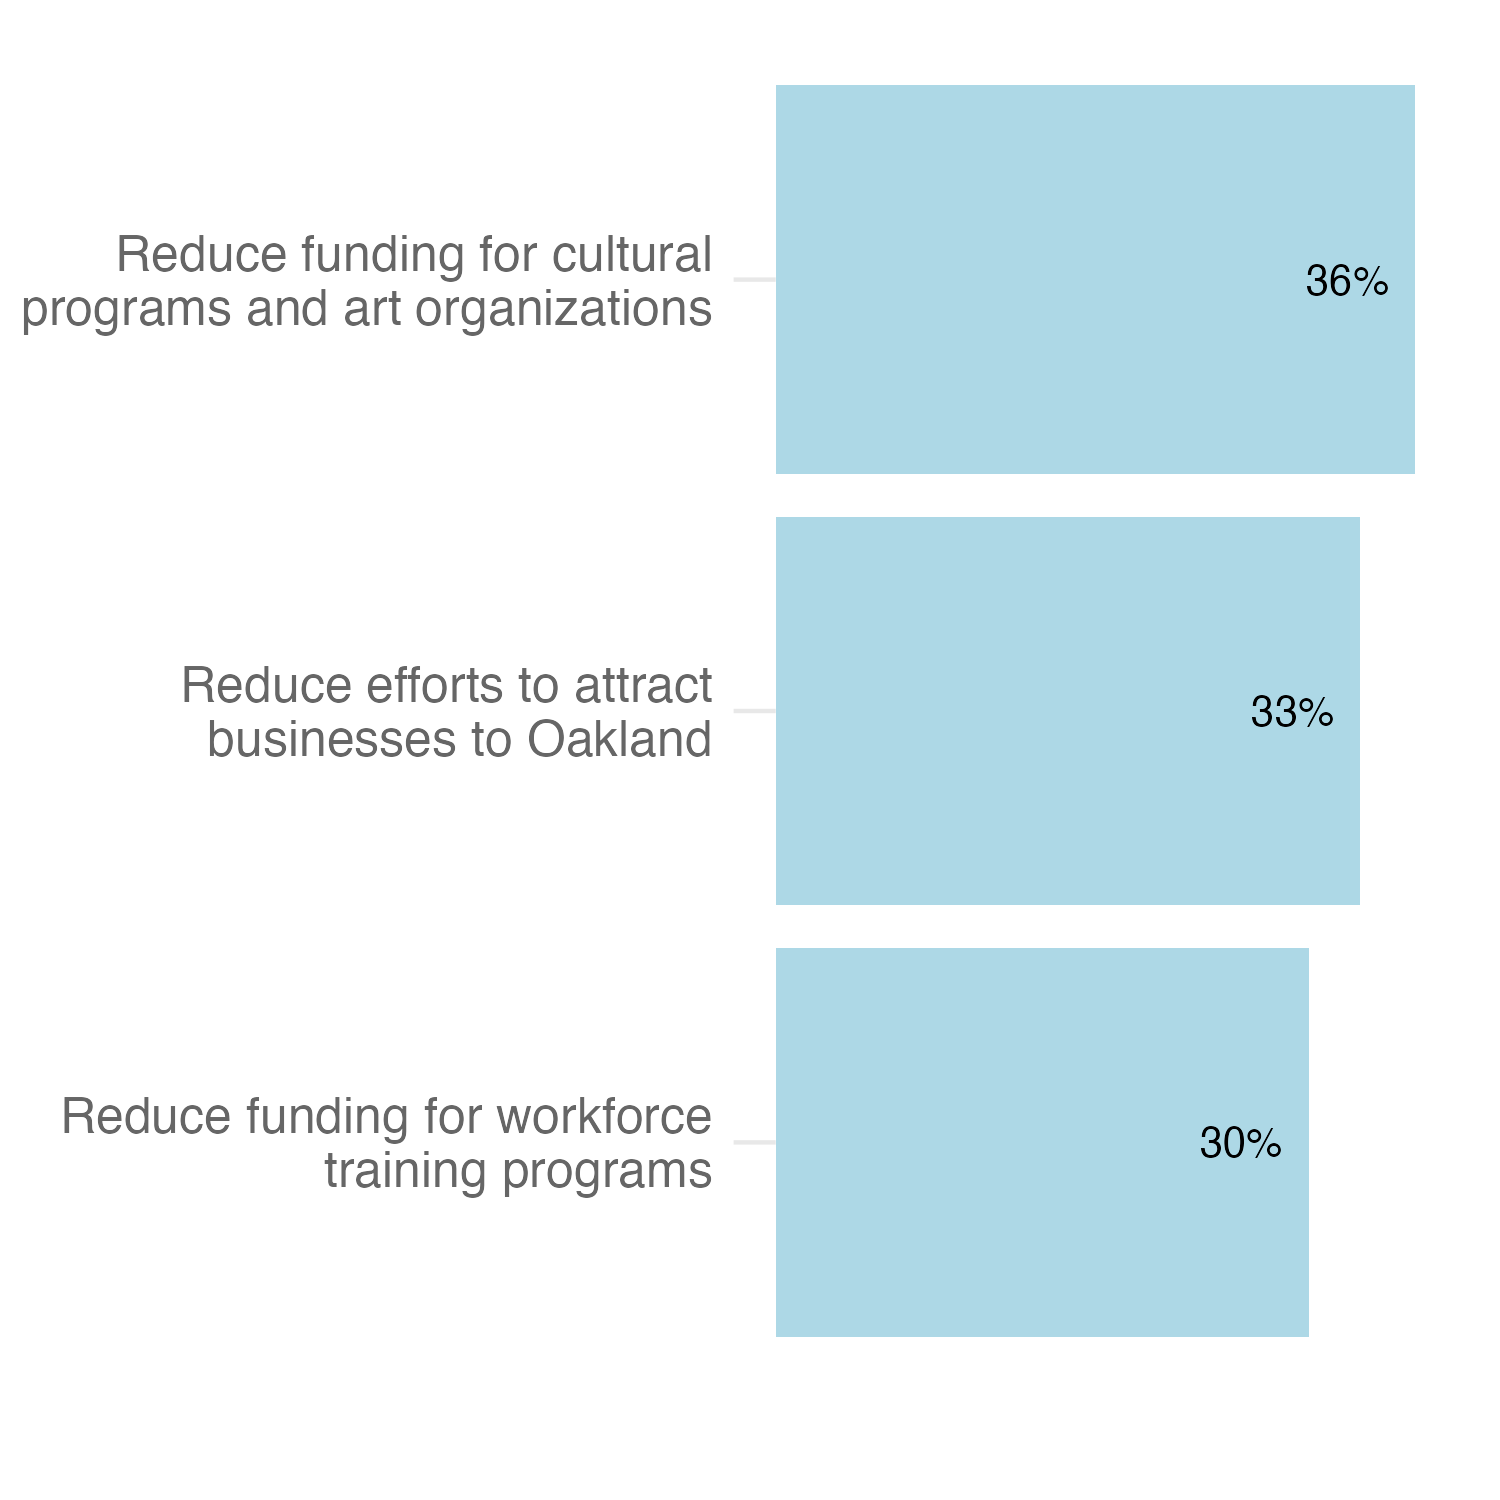 Reduce funding for cultural
programs and art organizations
36%
Reduce efforts to attract
businesses to Oakland
33%
Reduce funding for workforce
training programs
30%